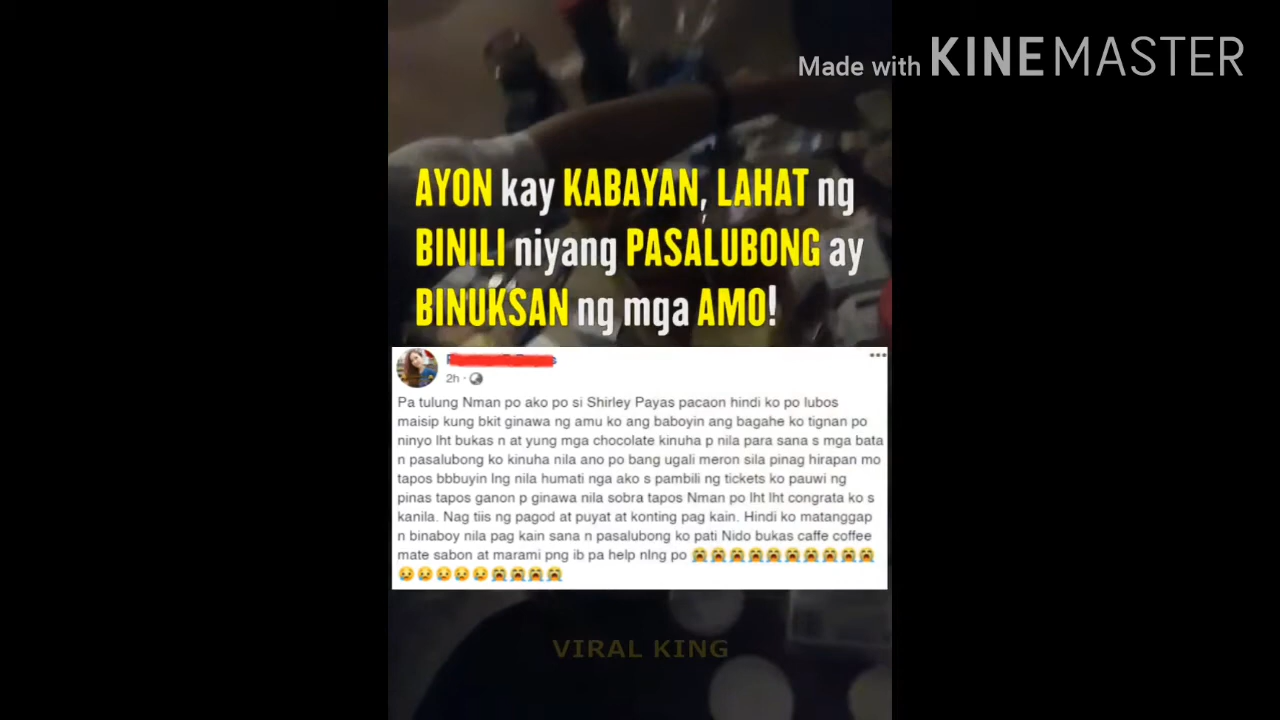 Made with KINEMASTER
AYON kay KABAYAN, LAHAT ng
BINILI niyang PASALUBONG ay
BINUKSAN ng mga AMO!
2h ·
Pa tulung Nman po ako po si Shirley Payas pacaon hindi ko po lubos
maisip kung bkit ginawa ng amu ko ang baboyin ang bagahe ko tignan po
ninyo lht bukas n at yung mga chocolate kinuha p nila para sana s mga bata
n pasalubong ko kinuha nila ano po bang ugali meron sila pinag hirapan mo
tapos bbbuyin lng nila humati nga ako s pambili ng tickets ko pauwi ng
pinas tapos ganon p ginawa nila sobra tapos Nman po lht lht congrata ko s
kanila. Nag tiis ng pagod at puyat at konting pag kain. Hindi ko matanggap
n binaboy nila pag kain sana n pasalubong ko pati Nido bukas caffe coffee
mate sabon at marami png ib pa help nlng po 😭😭😭😭😭😭😭😭😭😭
😢😢😢😢😢😭😭😭😭
VIRAL KING